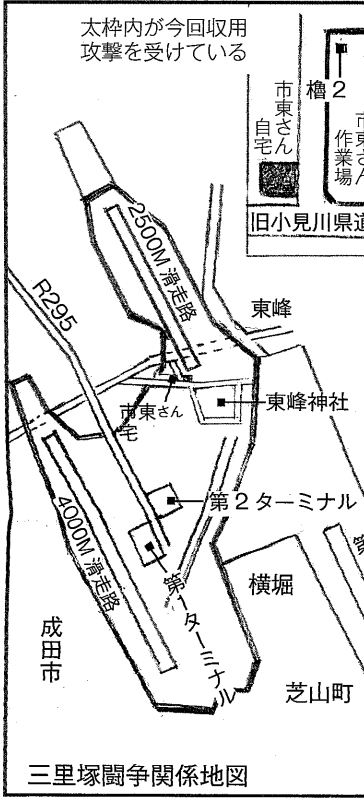 太枠内が今回収用
攻撃を受けている
櫓2
市東さん
自宅
市東さん
作業場
旧小見川県道
2500M 滑走路
R295
東峰
市東さん
宅
東峰神社
第2ターミナル
4000M 滑走路
第1ターミナル
横堀
成田市
芝山町
三里塚闘争関係地図